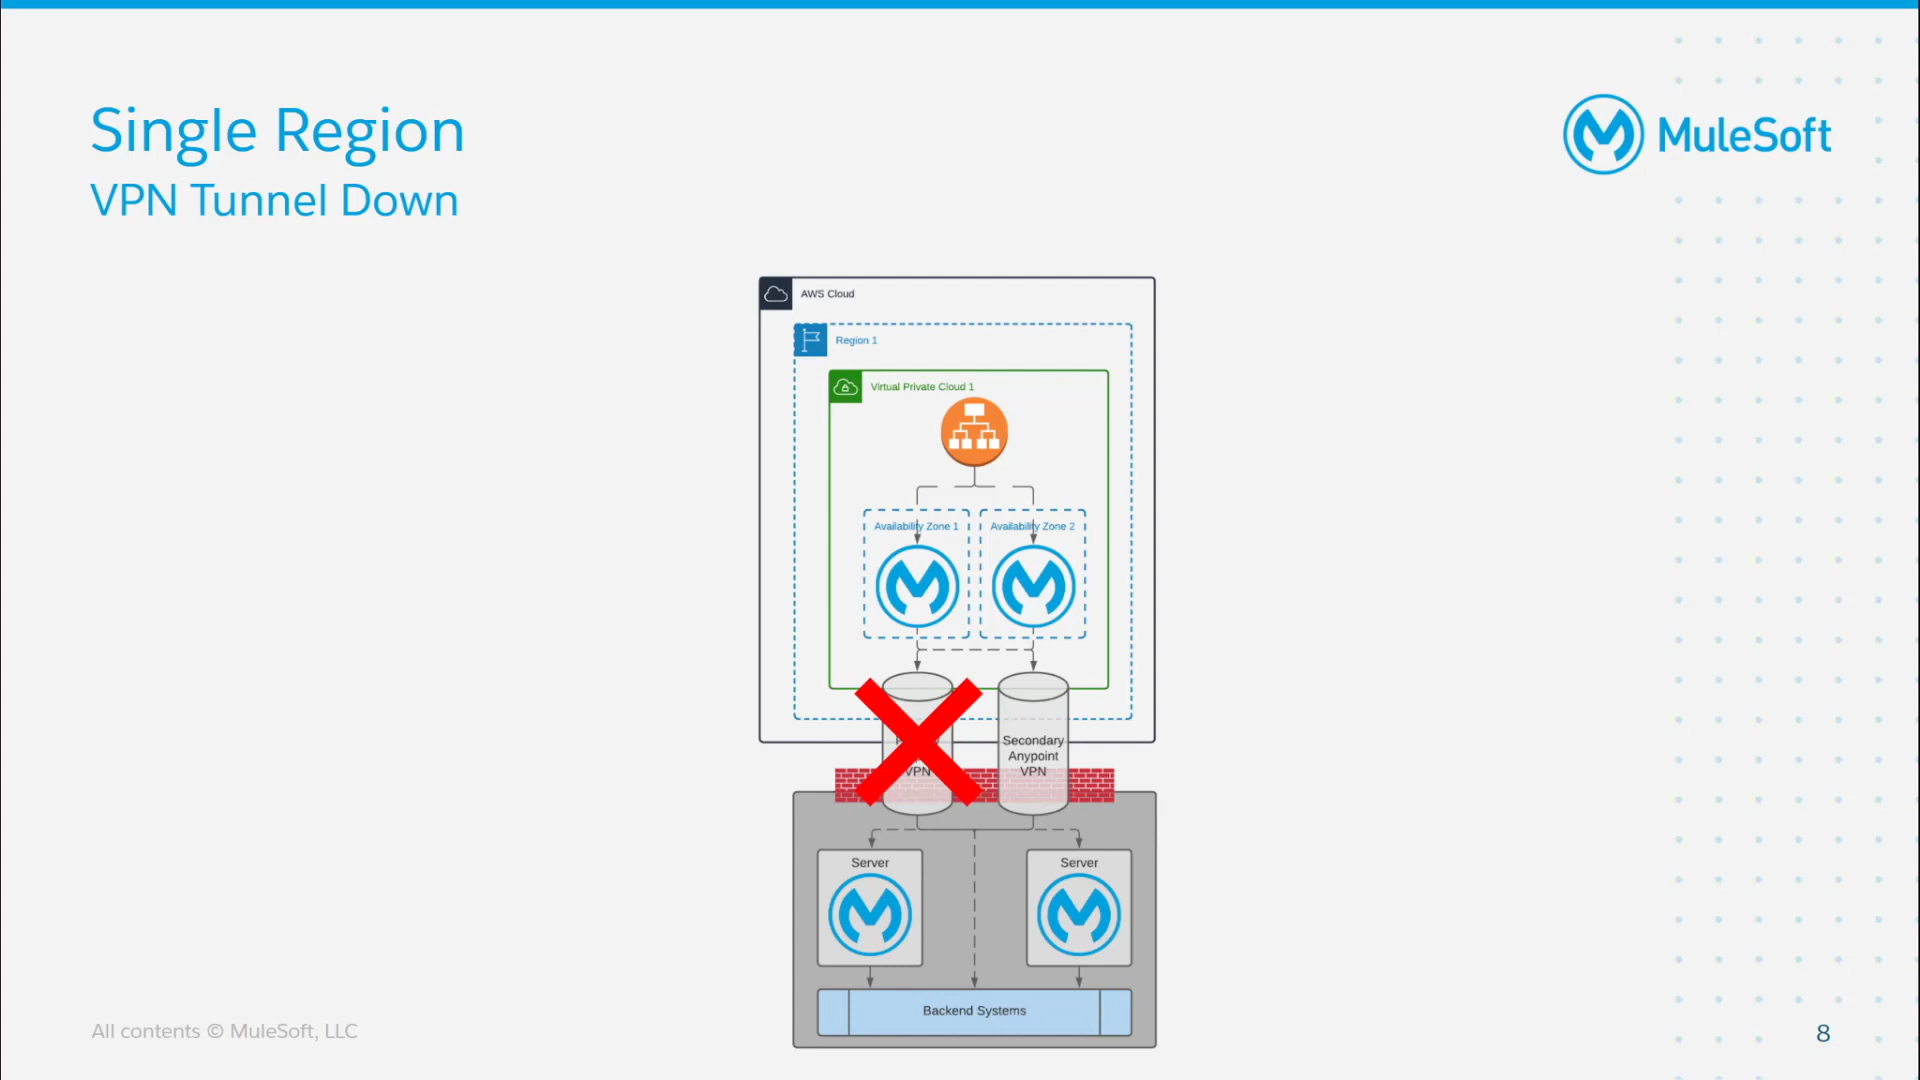 Single Region
VPN Tunnel Down
MuleSoft
AWS Cloud
Region 1
Virtual Private Cloud 1
Availability Zone 1
Availability Zone 2
VPN
Secondary
Anypoint
VPN
Server
Server
Backend Systems
All contents © MuleSoft, LLC
8